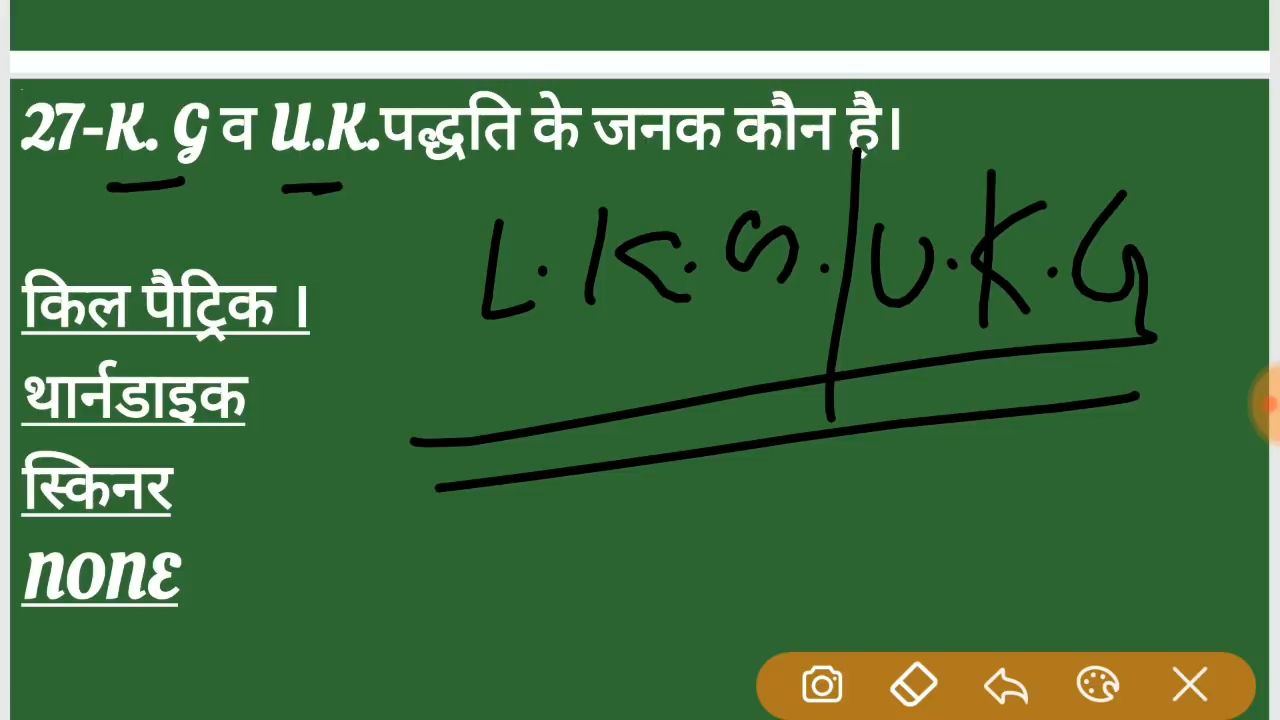 27-K. G व U.K.पद्धति के जनक कौन है।
L.K.G./U.K.G
किल पैट्रिक ।
थार्नडाइक
स्किनर
NONE